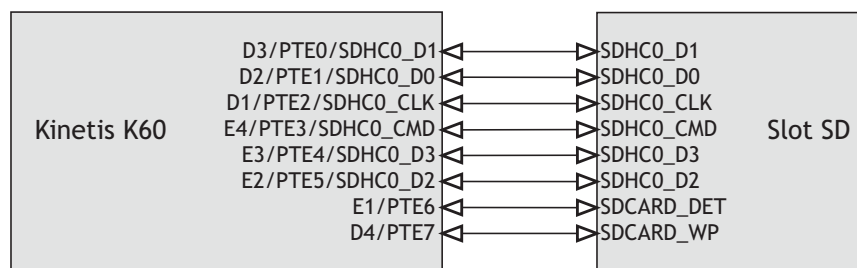 D3/PTE0/SDHC0_D1 SDHC0_D1
D2/PTE1/SDHC0_D0 SDHC0_D0
D1/PTE2/SDHC0_CLK SDHC0_CLK
Kinetis K60 E4/PTE3/SDHC0_CMD SDHC0_CMD Slot SD
E3/PTE4/SDHC0_D3 SDHC0_D3
E2/PTE5/SDHC0_D2 SDHC0_D2
E1/PTE6 SDCARD_DET
D4/PTE7 SDCARD_WP